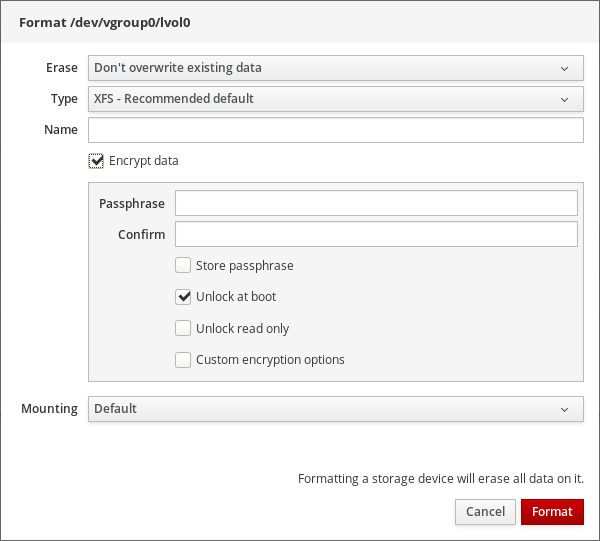 Format /dev/vgroup0/lvol0
Erase Don't overwrite existing data
Type XFS - Recommended default
Name
Encrypt data
Passphrase
Confirm
Store passphrase
Unlock at boot
Unlock read only
Custom encryption options
Mounting Default
Formatting a storage device will erase all data on it.
Cancel Format